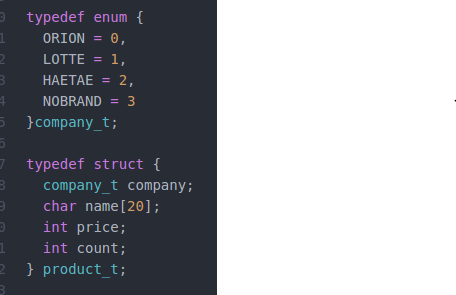 0 typedef enum {
1   ORION = 0,
2   LOTTE = 1,
3   HAETAE = 2,
4   NOBRAND = 3
5 }company_t;
6
7 typedef struct {
8   company_t company;
9   char name[20];
0   int price;
1   int count;
2 } product_t;
3